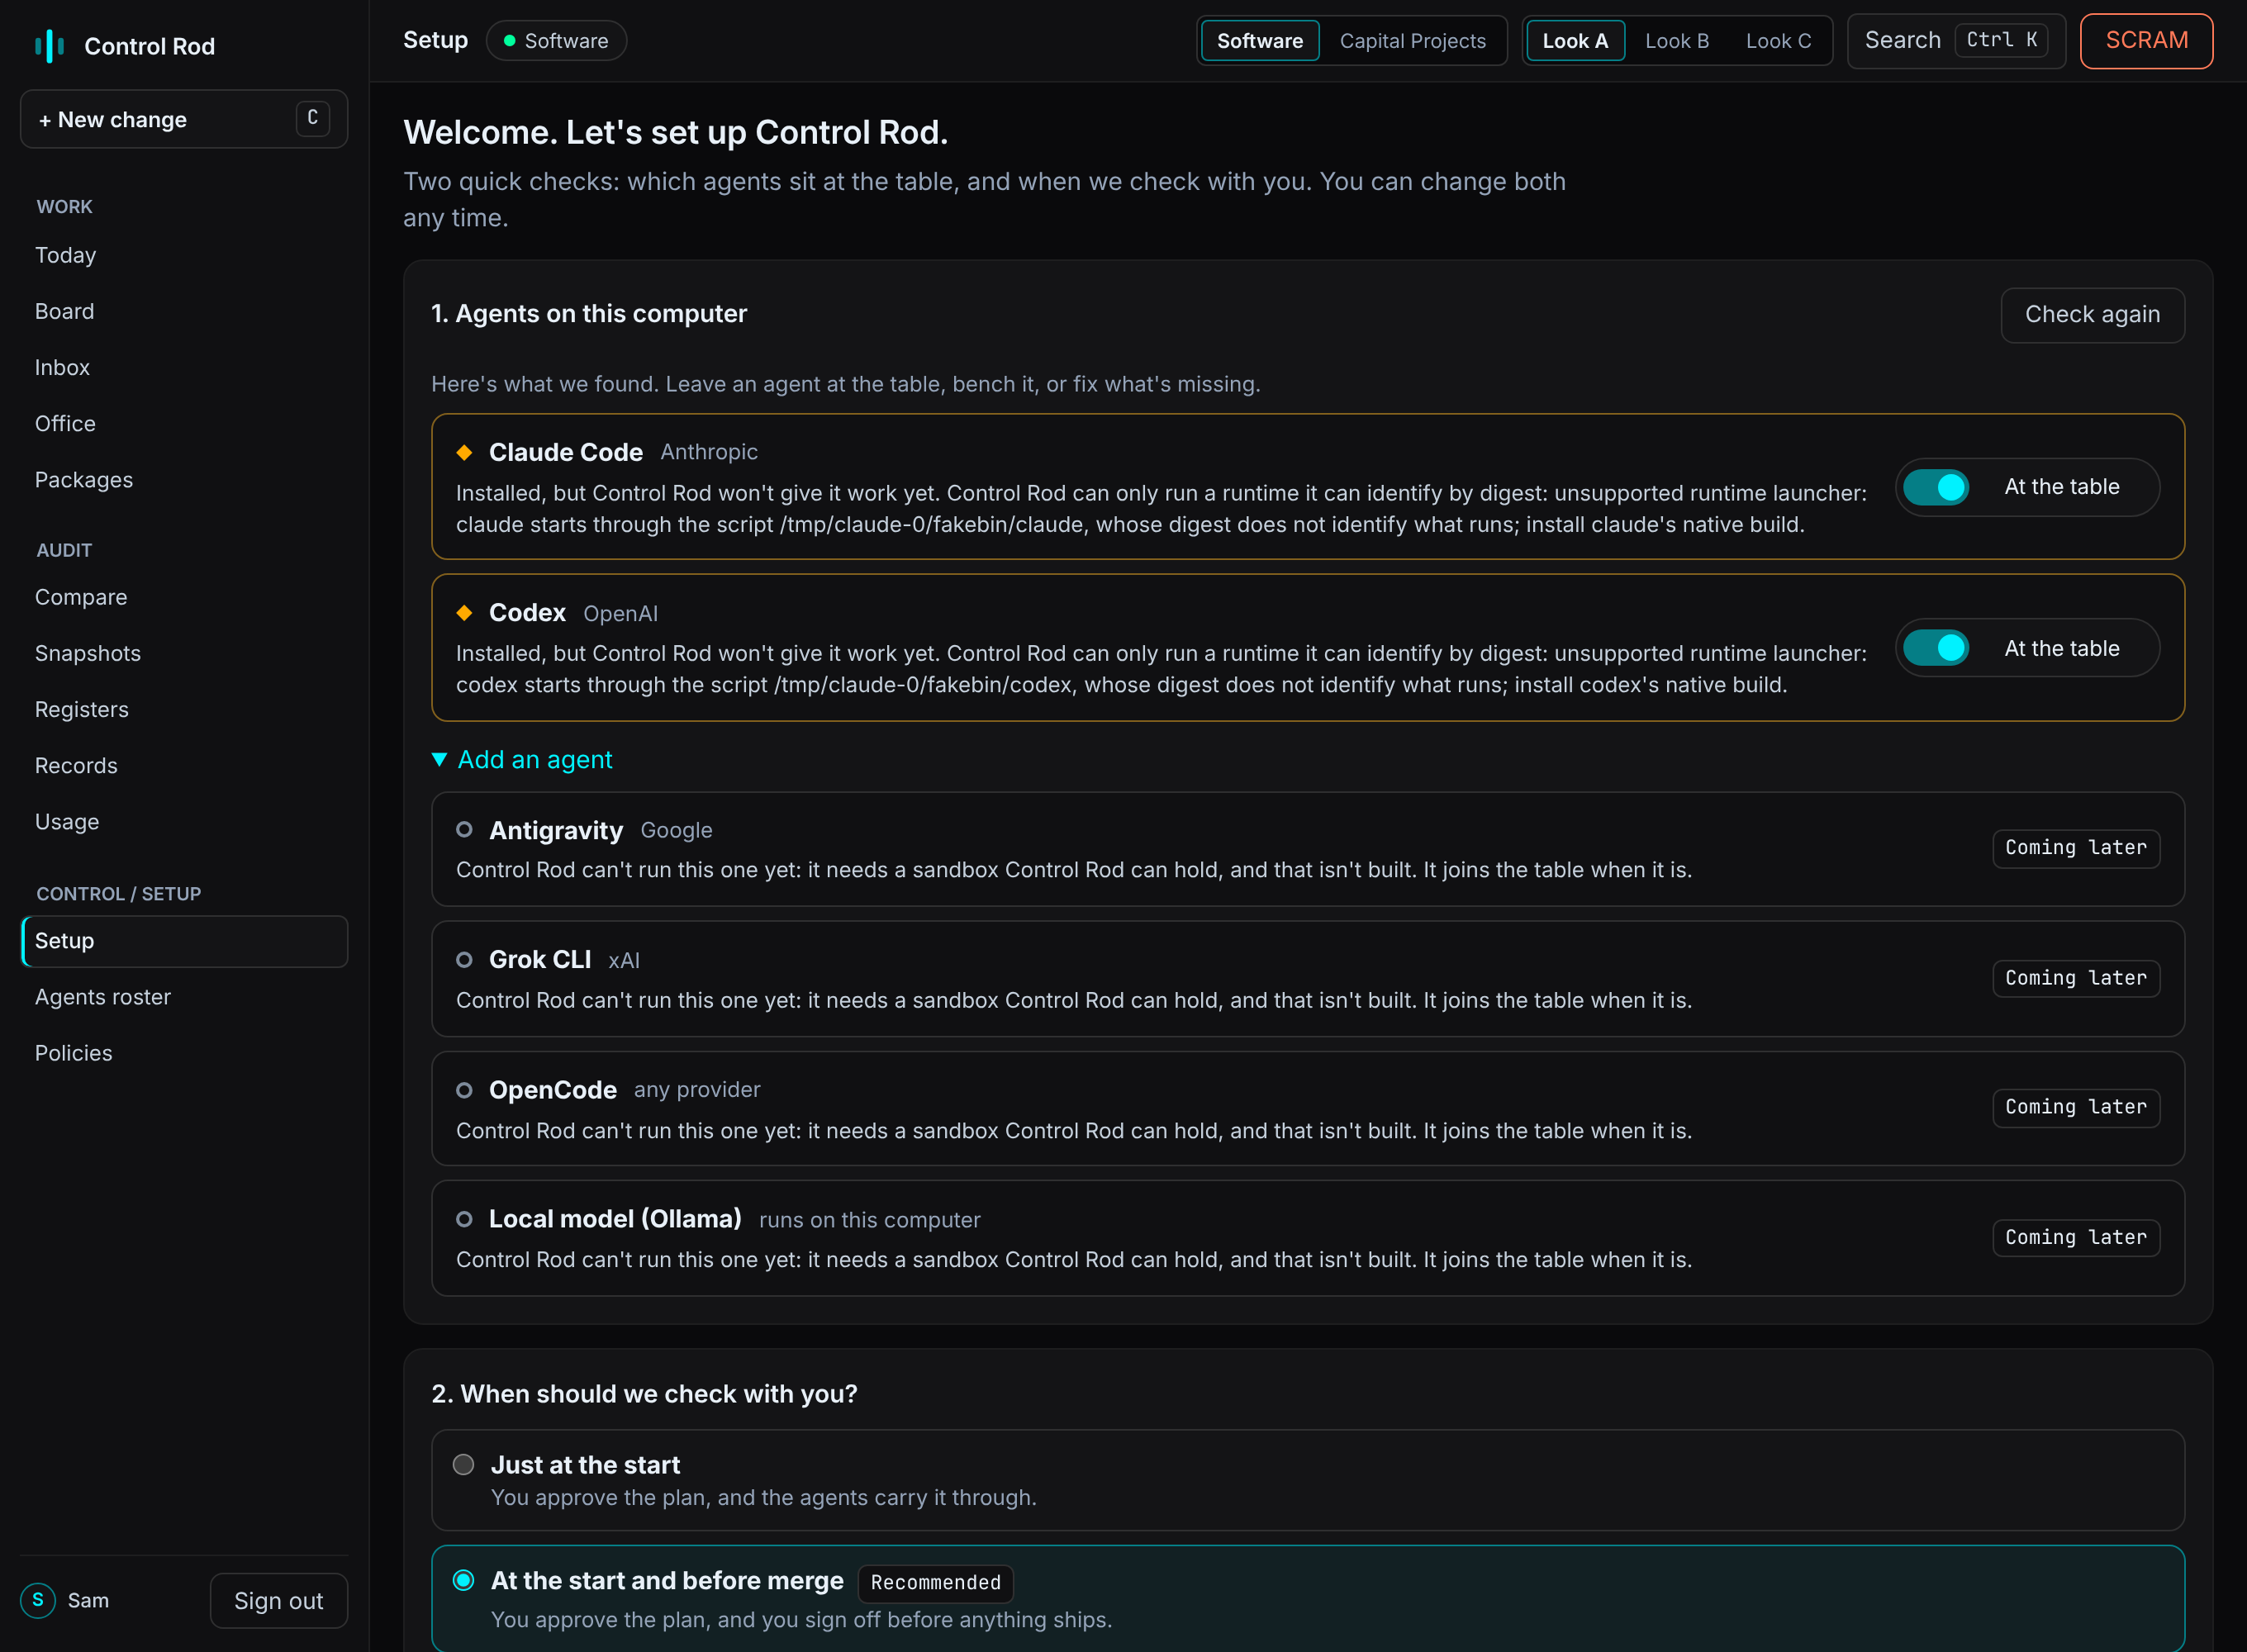 Control Rod
+ New change C
WORK
Today
Board
Inbox
Office
Packages
AUDIT
Compare
Snapshots
Registers
Records
Usage
CONTROL / SETUP
Setup
Agents roster
Policies
S Sam Sign out
Setup Software Software Capital Projects Look A Look B Look C Search Ctrl K SCRAM
Welcome. Let's set up Control Rod.
Two quick checks: which agents sit at the table, and when we check with you. You can change both
any time.
1. Agents on this computer Check again
Here's what we found. Leave an agent at the table, bench it, or fix what's missing.
Claude Code Anthropic
Installed, but Control Rod won't give it work yet. Control Rod can only run a runtime it can identify by digest: unsupported runtime launcher:
claude starts through the script /tmp/claude-0/fakebin/claude, whose digest does not identify what runs; install claude's native build.
At the table
Codex OpenAI
Installed, but Control Rod won't give it work yet. Control Rod can only run a runtime it can identify by digest: unsupported runtime launcher:
codex starts through the script /tmp/claude-0/fakebin/codex, whose digest does not identify what runs; install codex's native build.
At the table
Add an agent
Antigravity Google
Control Rod can't run this one yet: it needs a sandbox Control Rod can hold, and that isn't built. It joins the table when it is.
Coming later
Grok CLI xAI
Control Rod can't run this one yet: it needs a sandbox Control Rod can hold, and that isn't built. It joins the table when it is.
Coming later
OpenCode any provider
Control Rod can't run this one yet: it needs a sandbox Control Rod can hold, and that isn't built. It joins the table when it is.
Coming later
Local model (Ollama) runs on this computer
Control Rod can't run this one yet: it needs a sandbox Control Rod can hold, and that isn't built. It joins the table when it is.
Coming later
2. When should we check with you?
Just at the start
You approve the plan, and the agents carry it through.
At the start and before merge Recommended
You approve the plan, and you sign off before anything ships.